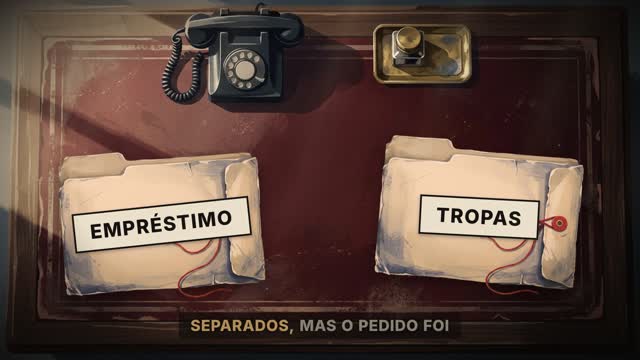 EMPRÉSTIMO
TROPAS
SEPARADOS, MAS O PEDIDO FOI